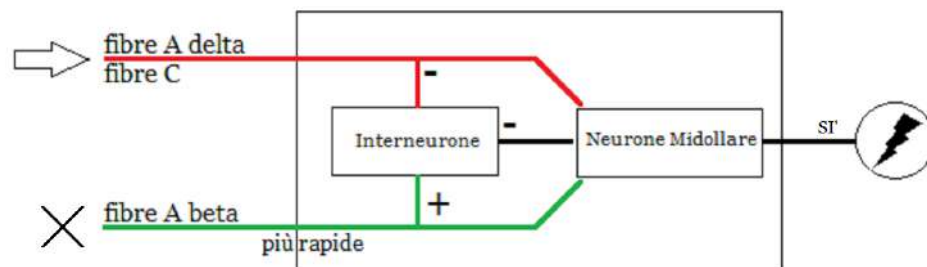 fibre A delta
fibre C
-
Interneurone
-
Neurone Midollare
SI'
+
fibre A beta
più rapide